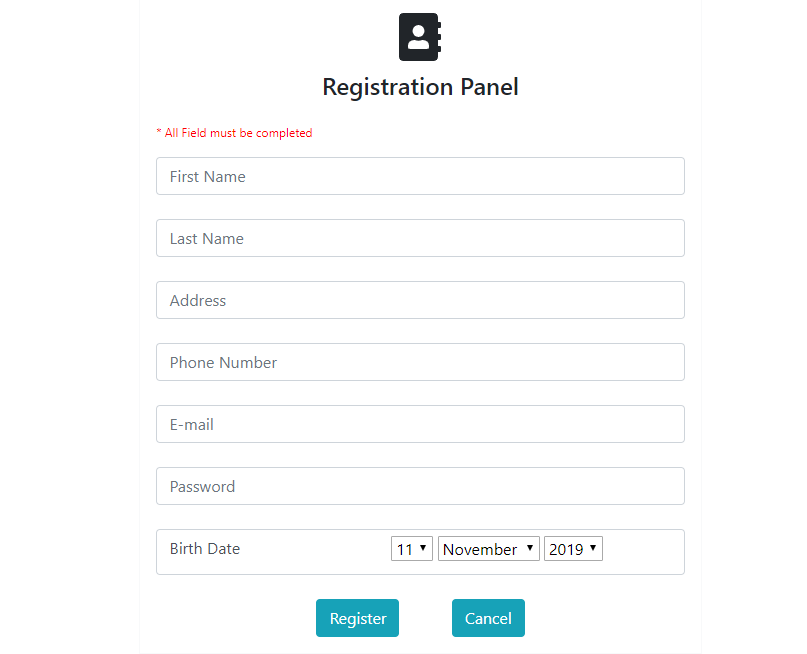 Registration Panel
* All Field must be completed
First Name
Last Name
Address
Phone Number
E-mail
Password
Birth Date 11 November 2019
Register Cancel